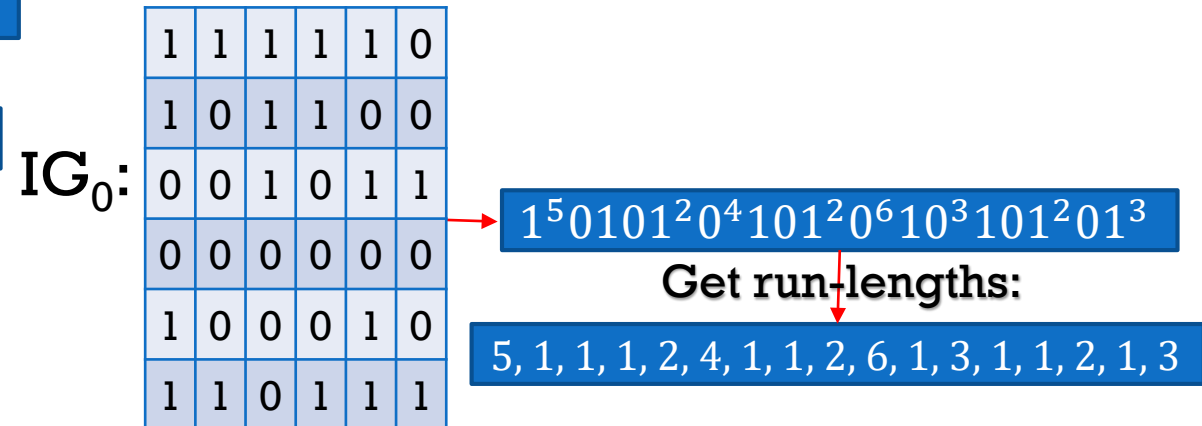 IG₀:
1 1 1 1 1 0
1 0 1 1 0 0
0 0 1 0 1 1
0 0 0 0 0 0
1 0 0 0 1 0
1 1 0 1 1 1
1⁵0101²0⁴101²0⁶10³101²01³
Get run-lengths:
5, 1, 1, 1, 2, 4, 1, 1, 2, 6, 1, 3, 1, 1, 2, 1, 3